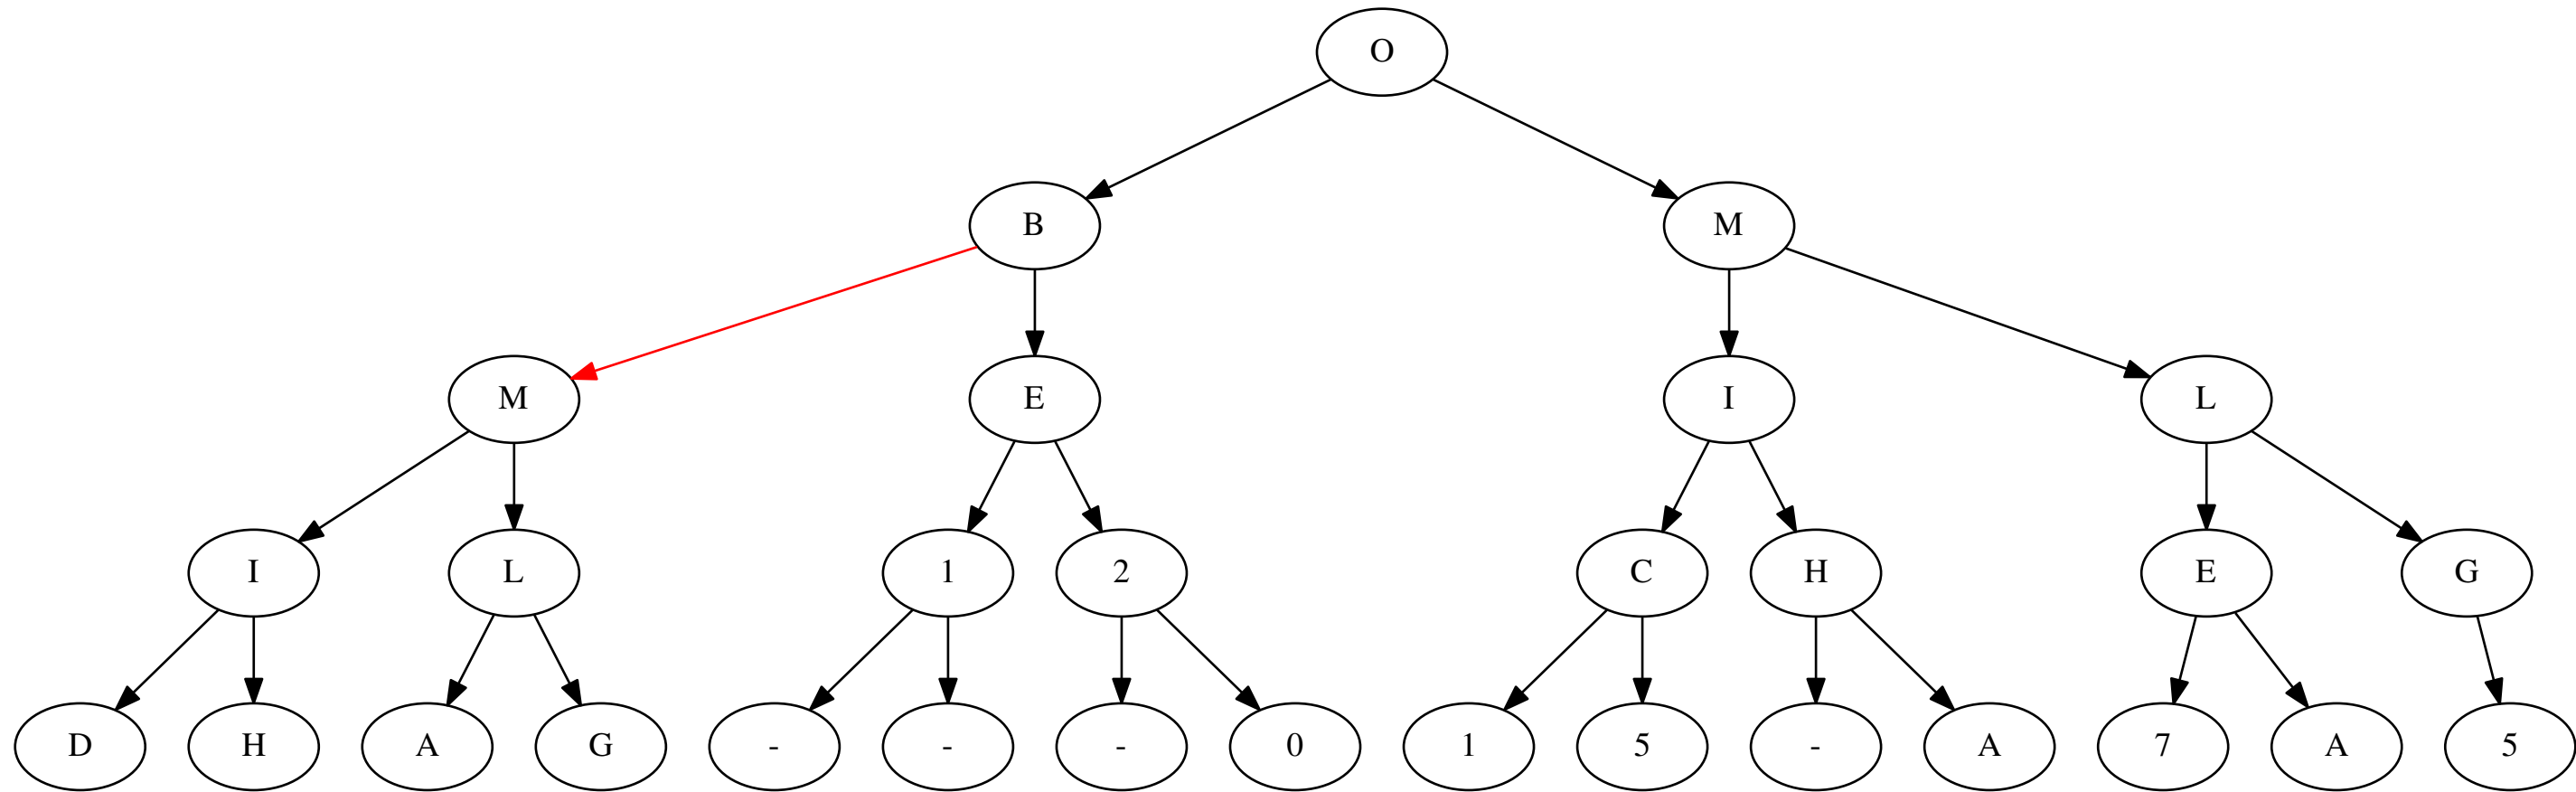 O
B M
M E I L
I L 1 2 C H E G
D H A G - - - 0 1 5 - A 7 A 5